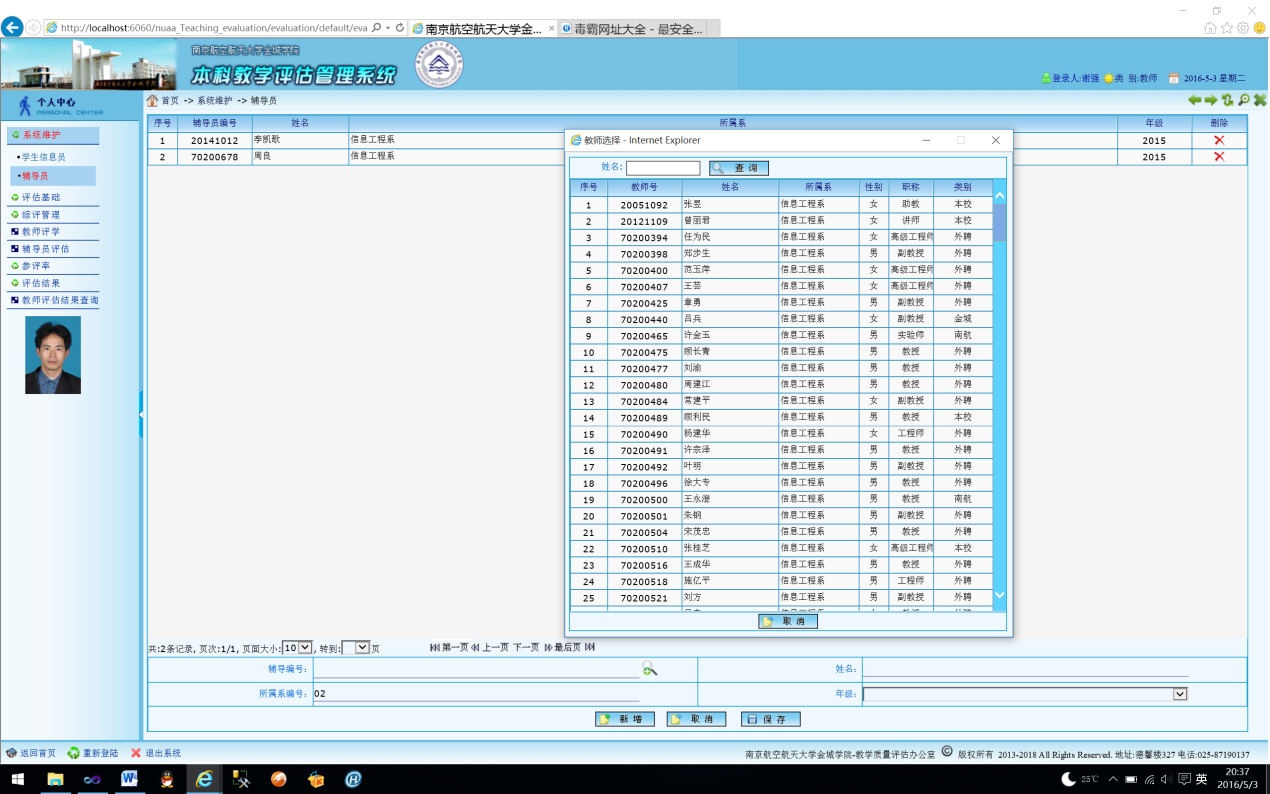 http://localhost:6060/nuaa_Teaching_evaluation/evaluation/default/eva
南京航空航天大学金... ×
毒霸网址大全 - 最安全...
南京航空航天大学金城学院
本科教学评估管理系统
登录人:谢强 类 别:教师 2016-5-3 星期二
个人中心
PERSONAL CENTER
首页 -> 系统维护 -> 辅导员
系统维护
•学生信息员
•辅导员
评估基础
综评管理
教师评学
辅导员评估
参评率
评估结果
教师评估结果查询
序号 辅导员编号 姓名 所属系 年级 删除
1 20141012 李凯歌 信息工程系 2015
2 70200678 周良 信息工程系 2015
教师选择 - Internet Explorer
姓名: 查 询
序号 教师号 姓名 所属系 性别 职称 类别
1 20051092 张昱 信息工程系 女 助教 本校
2 20121109 曾丽君 信息工程系 女 讲师 本校
3 70200394 任为民 信息工程系 女 高级工程师 外聘
4 70200398 郑步生 信息工程系 男 副教授 外聘
5 70200400 范玉萍 信息工程系 女 高级工程师 外聘
6 70200407 王芸 信息工程系 女 高级工程师 外聘
7 70200425 章勇 信息工程系 男 副教授 外聘
8 70200440 吕兵 信息工程系 女 副教授 金城
9 70200465 许金玉 信息工程系 男 实验师 南航
10 70200475 顾长青 信息工程系 男 教授 外聘
11 70200477 刘渝 信息工程系 男 教授 外聘
12 70200480 周建江 信息工程系 男 教授 外聘
13 70200484 常建平 信息工程系 女 副教授 外聘
14 70200489 顾利民 信息工程系 男 教授 本校
15 70200490 杨建华 信息工程系 女 工程师 外聘
16 70200491 许宗泽 信息工程系 男 教授 外聘
17 70200492 叶明 信息工程系 男 副教授 外聘
18 70200496 徐大专 信息工程系 男 教授 外聘
19 70200500 王永澄 信息工程系 男 教授 南航
20 70200501 朱钢 信息工程系 男 副教授 外聘
21 70200504 宋茂忠 信息工程系 男 教授 外聘
22 70200510 张桂芝 信息工程系 女 高级工程师 本校
23 70200516 王成华 信息工程系 男 教授 外聘
24 70200518 施亿平 信息工程系 男 工程师 外聘
25 70200521 刘方 信息工程系 男 副教授 外聘
取 消
共:2条记录, 页次:1/1, 页面大小: 10 , 转到: 页 第一页 上一页 下一页 最后页
辅导编号: 姓名:
所属系编号: 02 年级:
新 增 取 消 保 存
返回首页 重新登陆 退出系统
南京航空航天大学金城学院-教学质量评估办公室 © 版权所有 2013-2018 All Rights Reserved. 地址:德馨楼327 电话:025-87190137
25℃ 英 20:37
2016/5/3